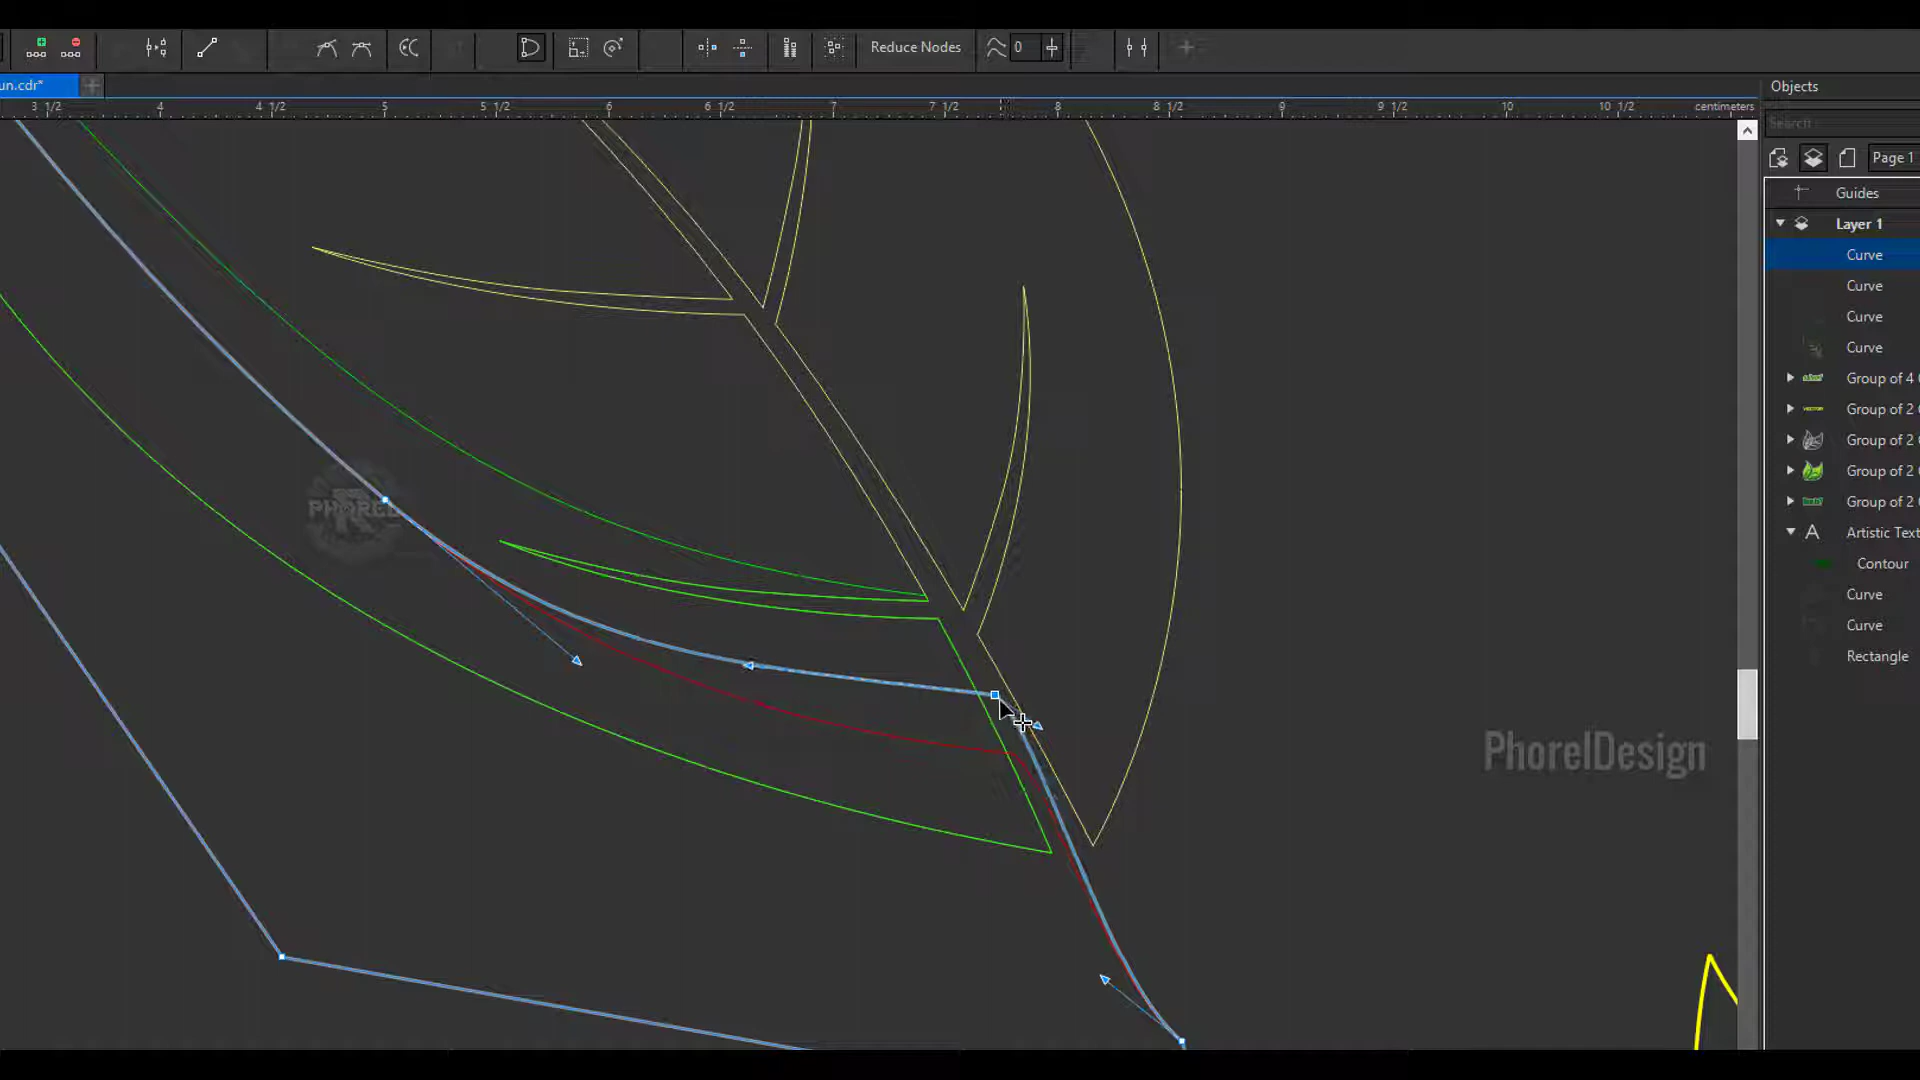 Reduce Nodes
0
un.cdr*
Objects
3 1/2
4
4 1/2
5
5 1/2
6
6 1/2
7
7 1/2
8
8 1/2
9
9 1/2
10
10 1/2
centimeters
Search
Page 1
Guides
Layer 1
Curve
Curve
Curve
Curve
Group of 4
Group of 2
Group of 2
Group of 2
Group of 2
Artistic Text
Contour
Curve
Curve
Rectangle
PhorelDesign